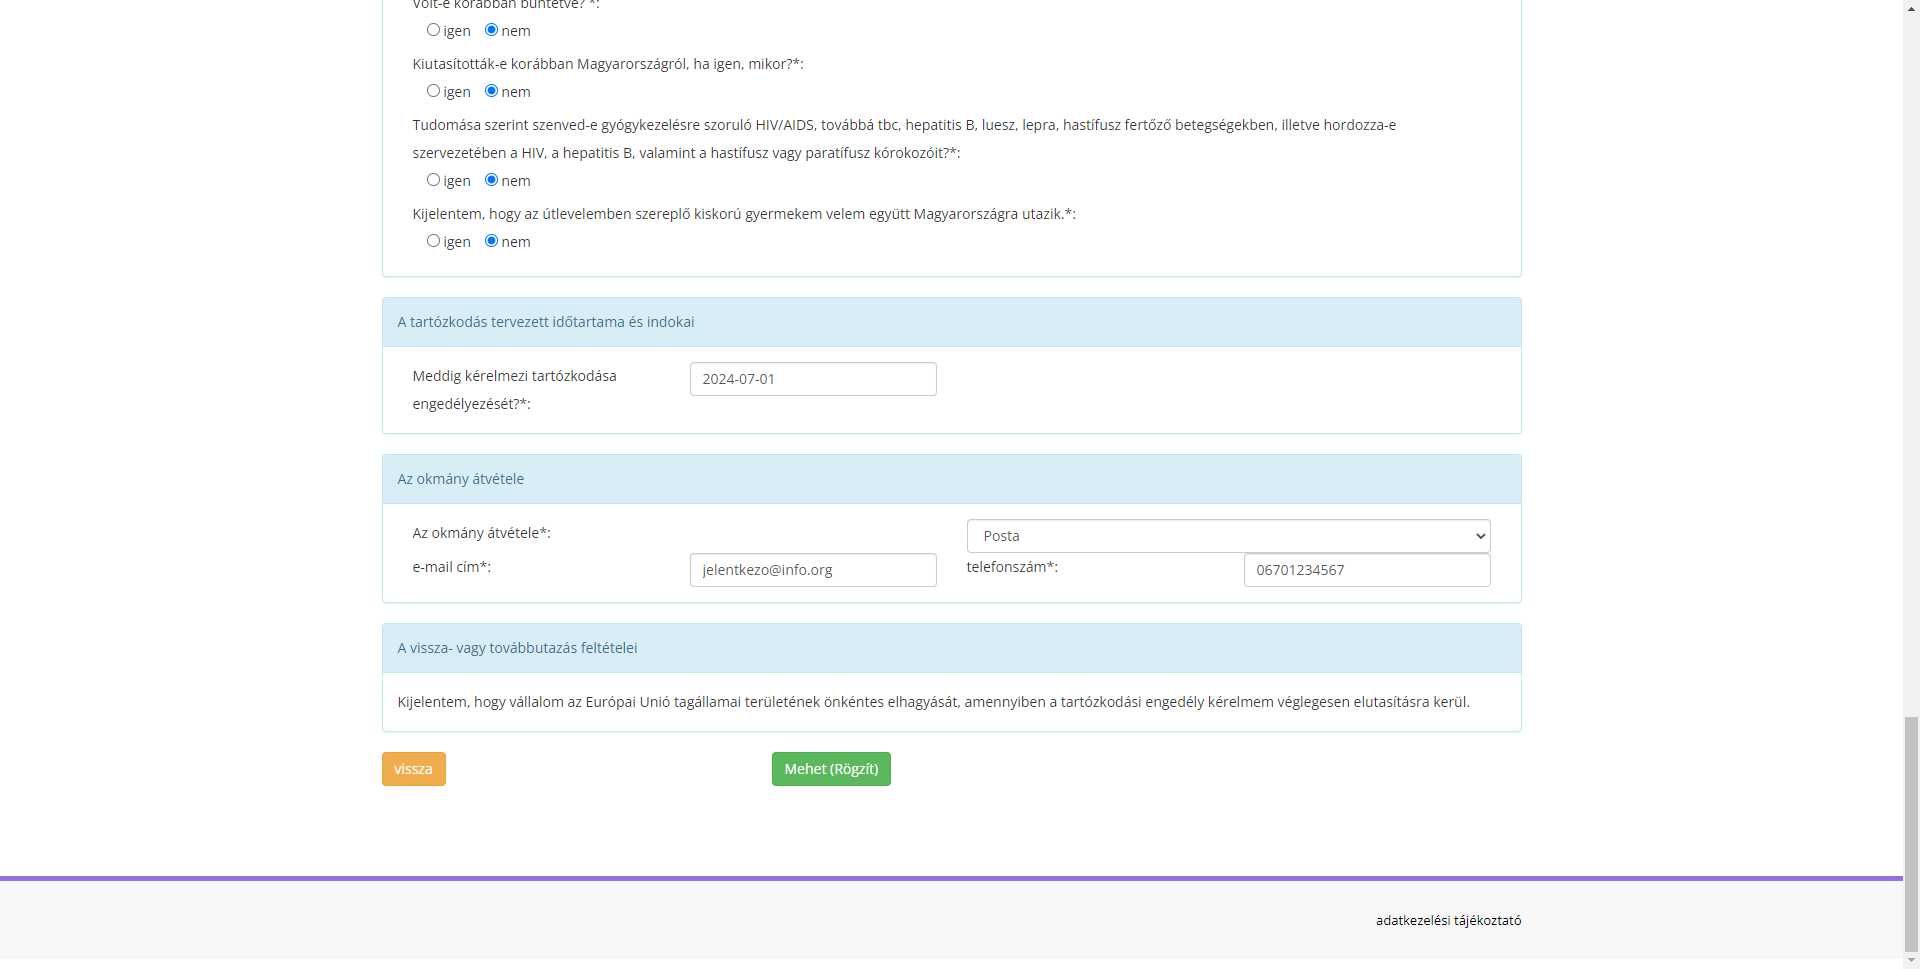 Volt-e korábban büntetve? *:
igen nem
Kiutasították-e korábban Magyarországról, ha igen, mikor?*:
igen nem
Tudomása szerint szenved-e gyógykezelésre szoruló HIV/AIDS, továbbá tbc, hepatitis B, luesz, lepra, hastífusz fertőző betegségekben, illetve hordozza-e
szervezetében a HIV, a hepatitis B, valamint a hastífusz vagy paratífusz kórokozóit?*:
igen nem
Kijelentem, hogy az útlevelemben szereplő kiskorú gyermekem velem együtt Magyarországra utazik.*:
igen nem
A tartózkodás tervezett időtartama és indokai
Meddig kérelmezi tartózkodása 2024-07-01
engedélyezését?*:
Az okmány átvétele
Az okmány átvétele*: Posta
e-mail cím*: jelentkezo@info.org telefonszám*: 06701234567
A vissza- vagy továbbutazás feltételei
Kijelentem, hogy vállalom az Európai Unió tagállamai területének önkéntes elhagyását, amennyiben a tartózkodási engedély kérelmem véglegesen elutasításra kerül.
vissza Mehet (Rögzít)
adatkezelési tájékoztató